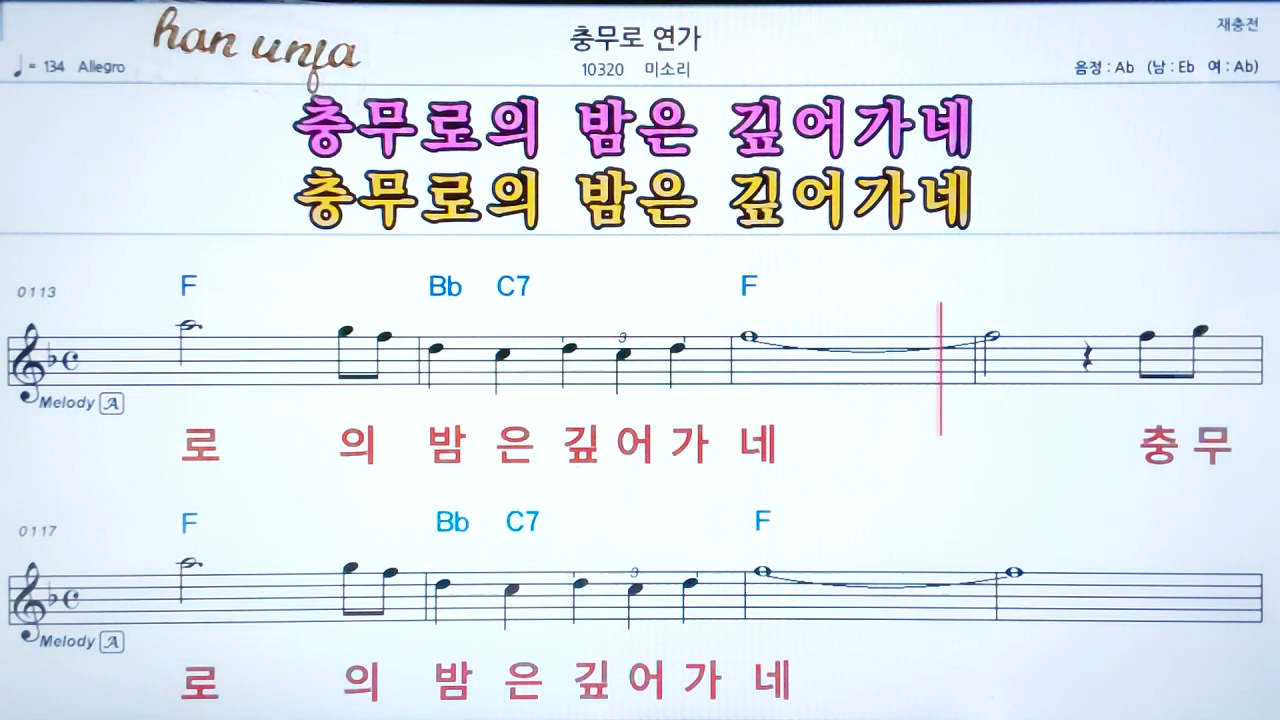 han unja
충무로 연가
재충전
♩= 134 Allegro
10320 미소리
음정 : Ab (남 : Eb 여 : Ab)
충무로의 밤은 깊어가네
충무로의 밤은 깊어가네
0113 F Bb C7 F
3
Melody A
로 의 밤 은 깊 어 가 네 충 무
0117 F Bb C7 F
3
Melody A
로 의 밤 은 깊 어 가 네